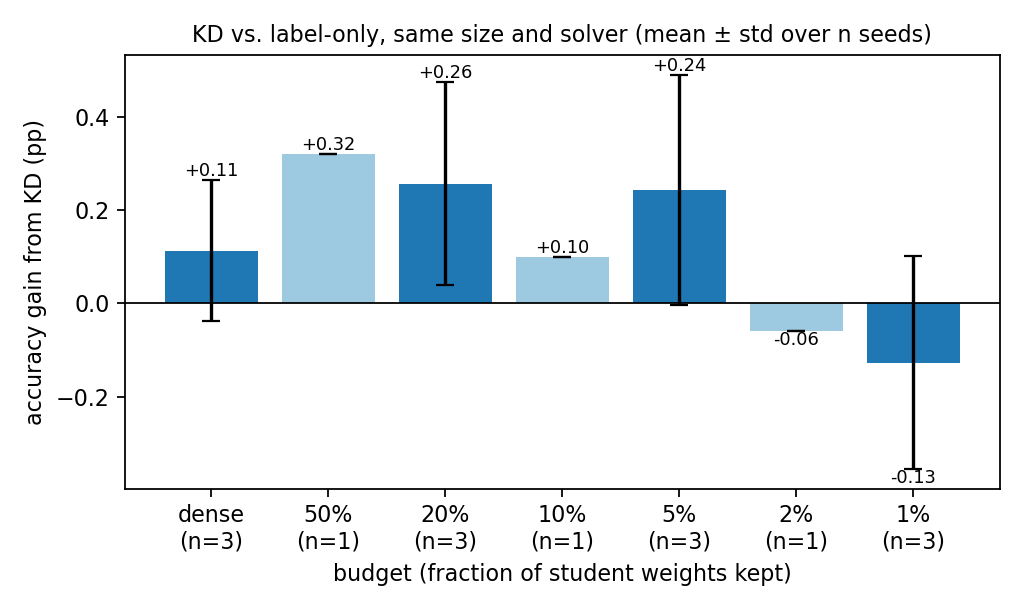 KD vs. label-only, same size and solver (mean ± std over n seeds)
accuracy gain from KD (pp)
0.4
0.2
0.0
−0.2
+0.11
+0.32
+0.26
+0.10
+0.24
-0.06
-0.13
dense
(n=3)
50%
(n=1)
20%
(n=3)
10%
(n=1)
5%
(n=3)
2%
(n=1)
1%
(n=3)
budget (fraction of student weights kept)